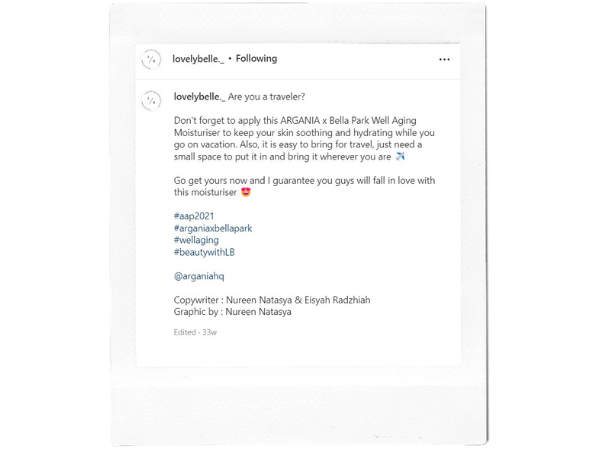 lovelybelle._ • Following
lovelybelle._ Are you a traveler?
Don't forget to apply this ARGANIA x Bella Park Well Aging
Moisturiser to keep your skin soothing and hydrating while you
go on vacation. Also, it is easy to bring for travel, just need a
small space to put it in and bring it wherever you are ✈️
Go get yours now and I guarantee you guys will fall in love with
this moisturiser 😍
#aap2021
#arganiaxbellapark
#wellaging
#beautywithLB
@arganiahq
Copywriter : Nureen Natasya & Eisyah Radzhiah
Graphic by : Nureen Natasya
Edited · 33w